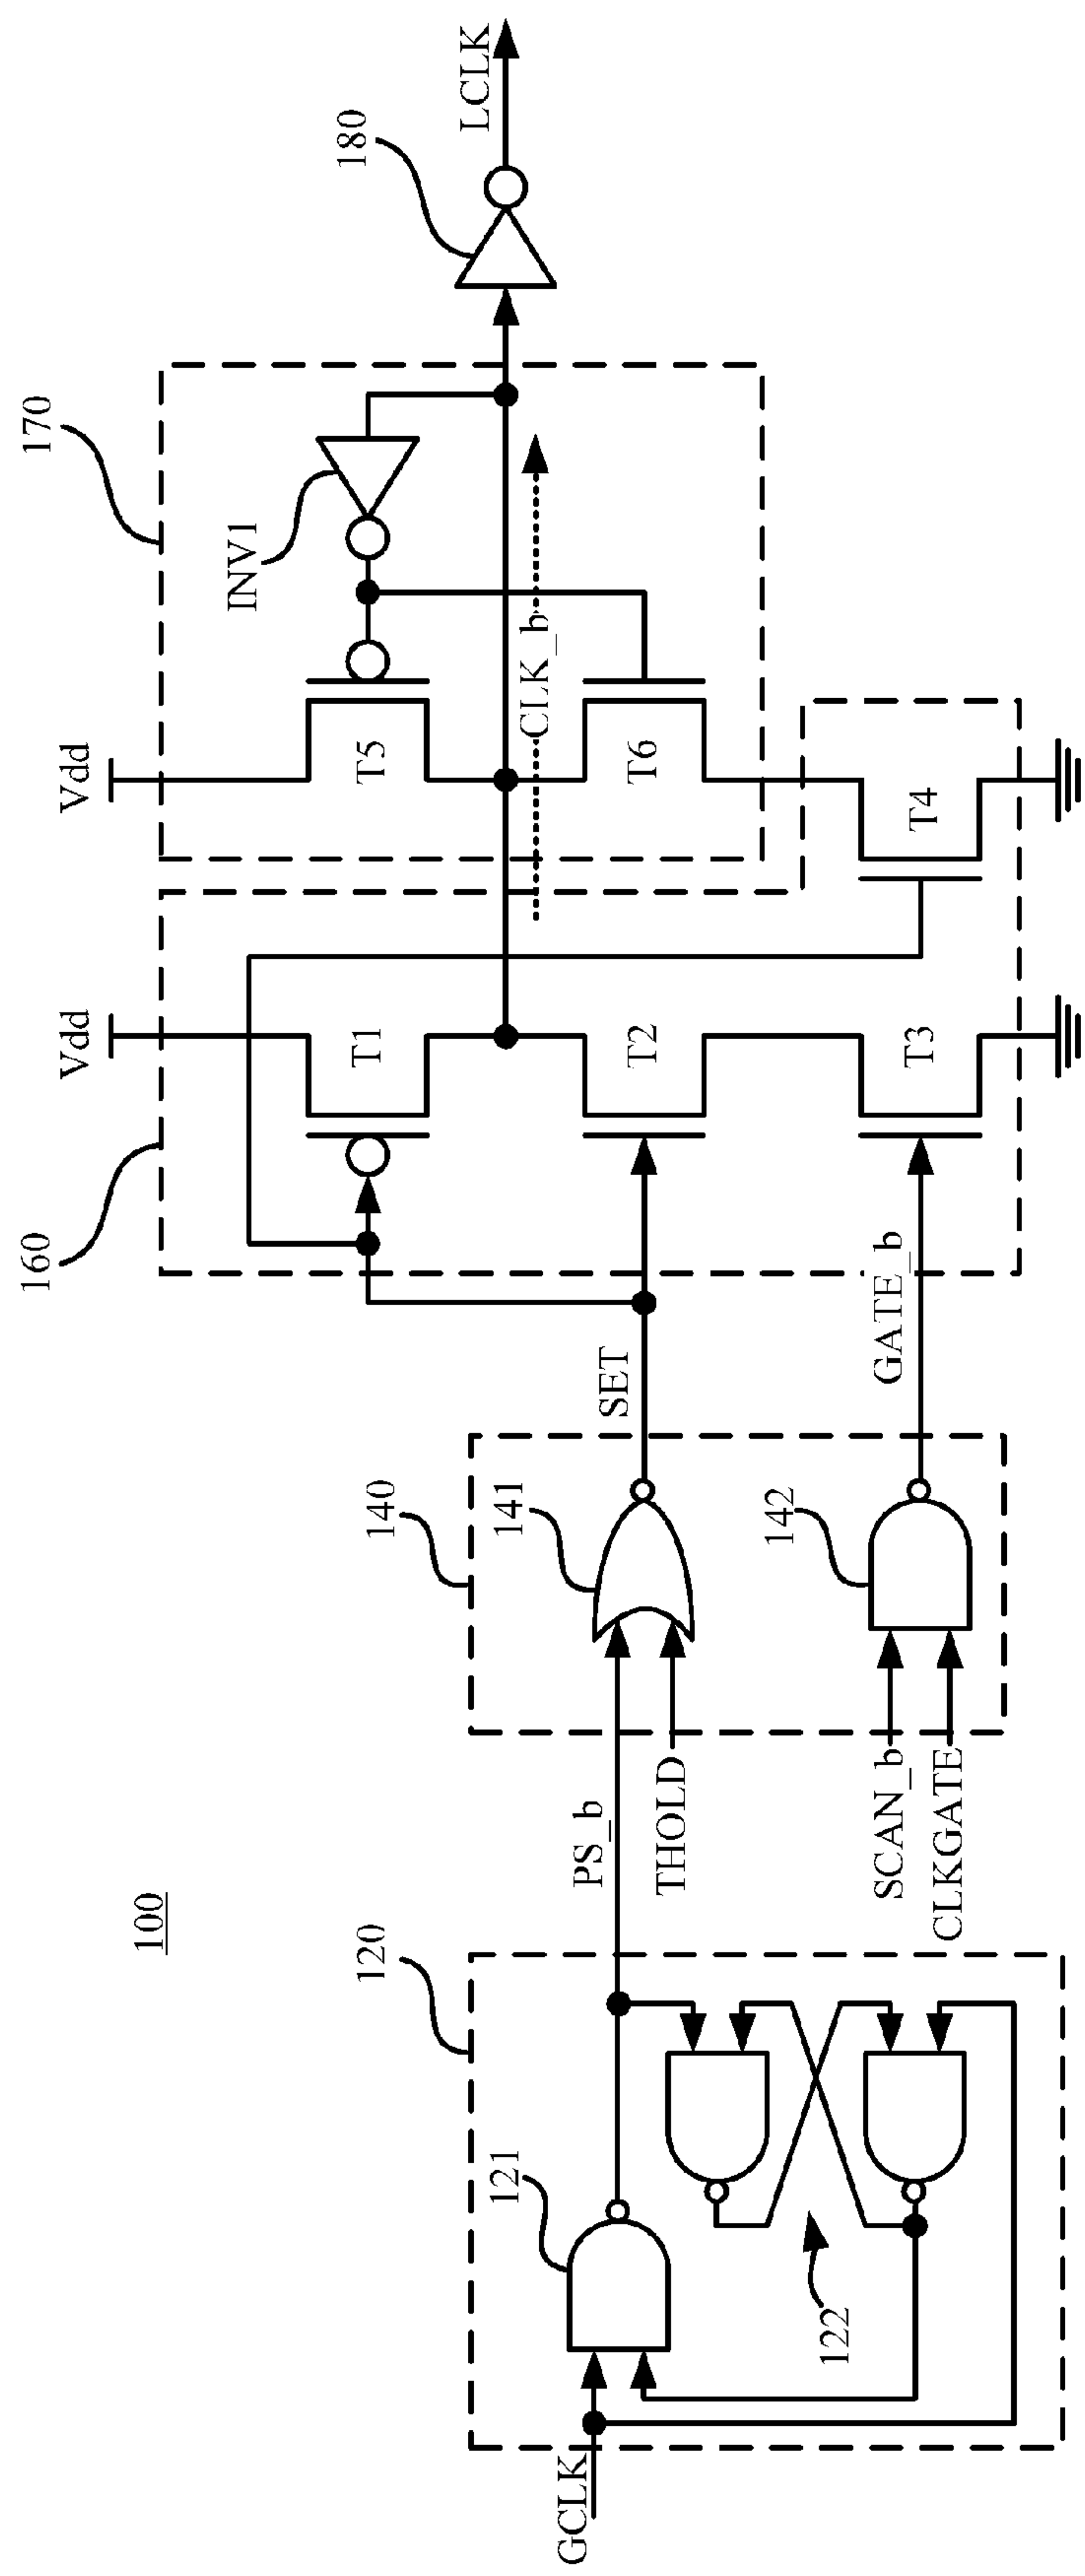 100
GCLK
120
121
122
PS_b
THOLD
SCAN_b
CLKGATE
140
141
142
SET
GATE_b
160
Vdd
T1
T2
T3
T4
170
Vdd
T5
T6
INV1
CLK_b
180
LCLK